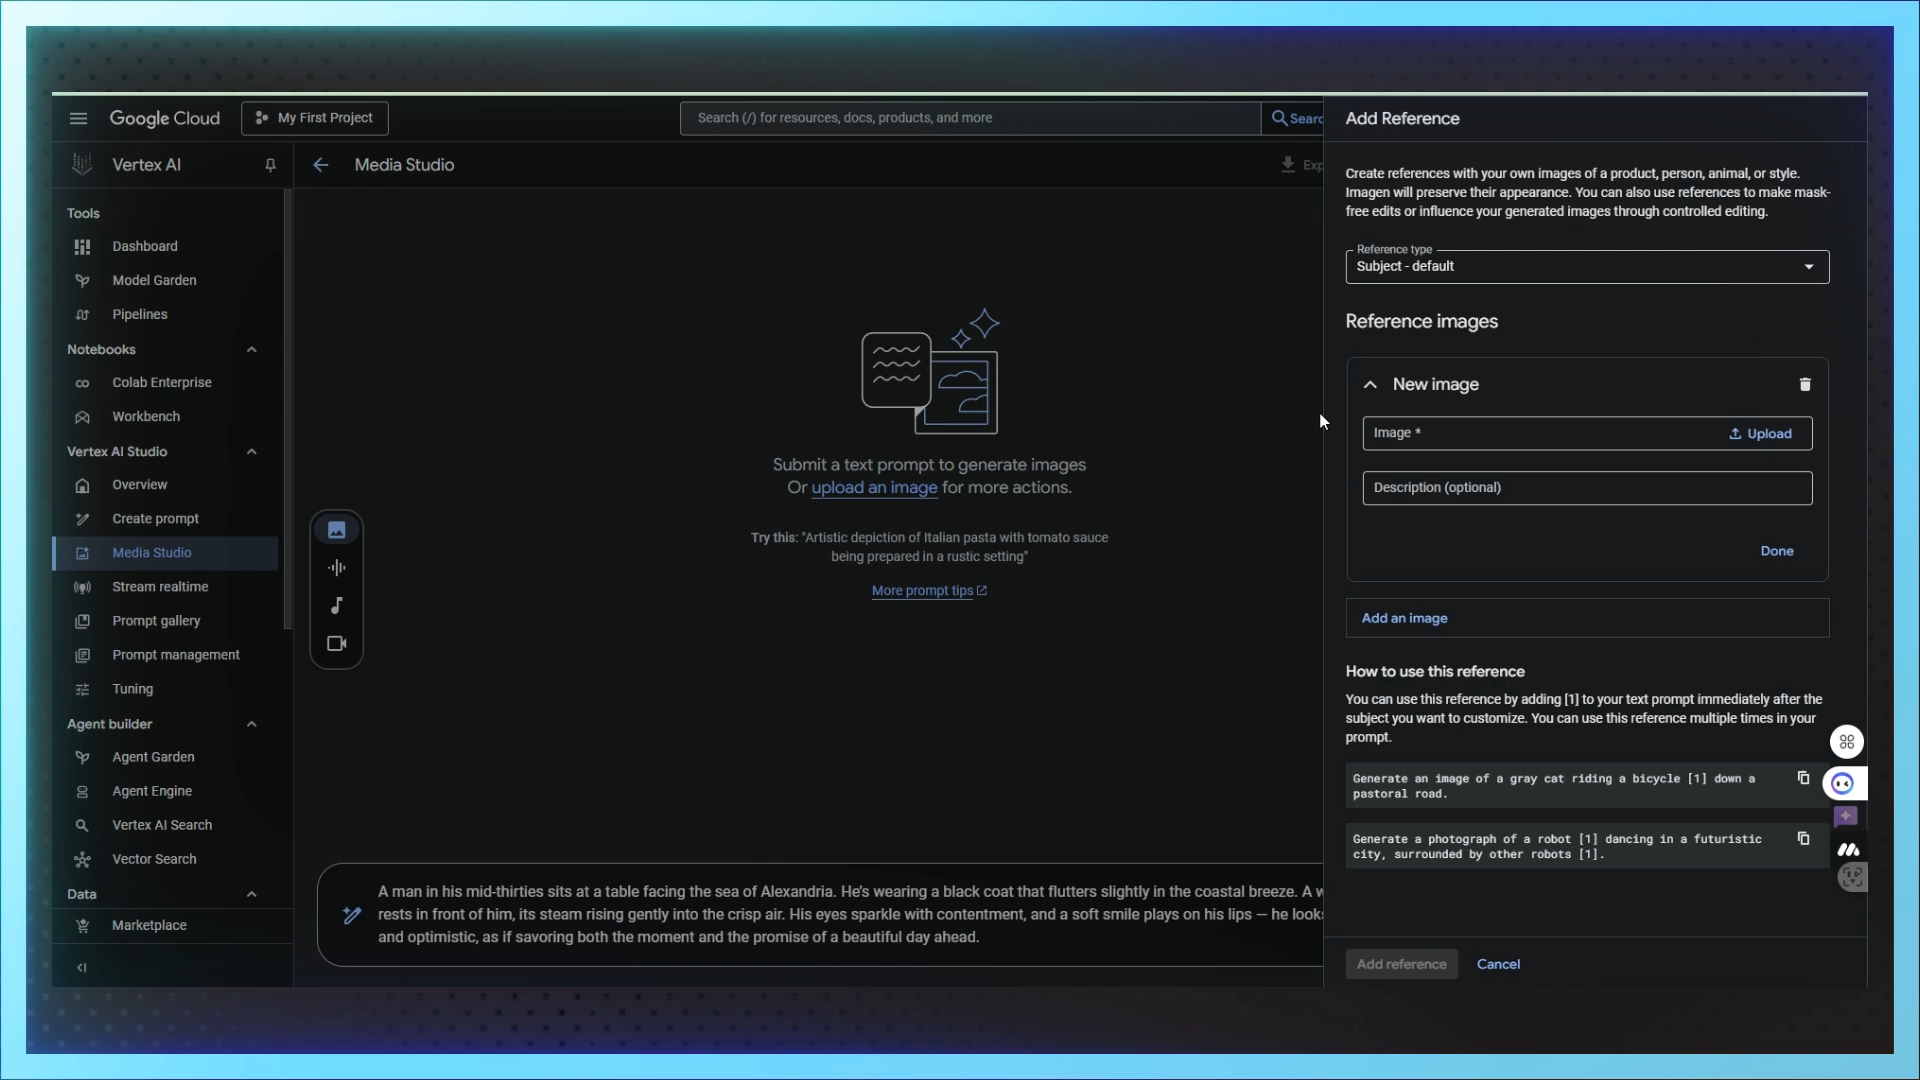 Google Cloud
My First Project
Search (/) for resources, docs, products, and more
Searc
Vertex AI
Media Studio
Exp
Tools
Dashboard
Model Garden
Pipelines
Notebooks
Colab Enterprise
Workbench
Vertex AI Studio
Overview
Create prompt
Media Studio
Stream realtime
Prompt gallery
Prompt management
Tuning
Agent builder
Agent Garden
Agent Engine
Vertex AI Search
Vector Search
Data
Marketplace
Submit a text prompt to generate images
Or upload an image for more actions.
Try this: "Artistic depiction of Italian pasta with tomato sauce
being prepared in a rustic setting"
More prompt tips
A man in his mid-thirties sits at a table facing the sea of Alexandria. He's wearing a black coat that flutters slightly in the coastal breeze. A w
rests in front of him, its steam rising gently into the crisp air. His eyes sparkle with contentment, and a soft smile plays on his lips — he look
and optimistic, as if savoring both the moment and the promise of a beautiful day ahead.
Add Reference
Create references with your own images of a product, person, animal, or style.
Imagen will preserve their appearance. You can also use references to make mask-
free edits or influence your generated images through controlled editing.
Reference type
Subject - default
Reference images
New image
Image *
Upload
Description (optional)
Done
Add an image
How to use this reference
You can use this reference by adding [1] to your text prompt immediately after the
subject you want to customize. You can use this reference multiple times in your
prompt.
Generate an image of a gray cat riding a bicycle [1] down a
pastoral road.
Generate a photograph of a robot [1] dancing in a futuristic
city, surrounded by other robots [1].
Add reference
Cancel